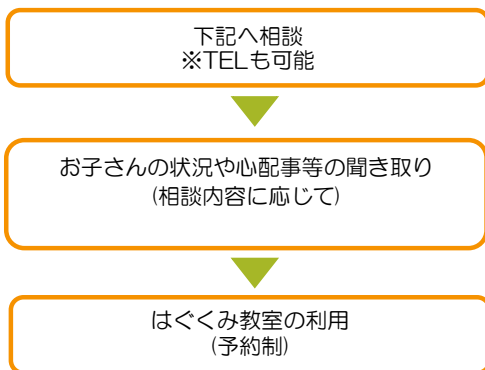 下記へ相談
※TELも可能
お子さんの状況や心配事等の聞き取り
(相談内容に応じて)
はぐくみ教室の利用
(予約制)